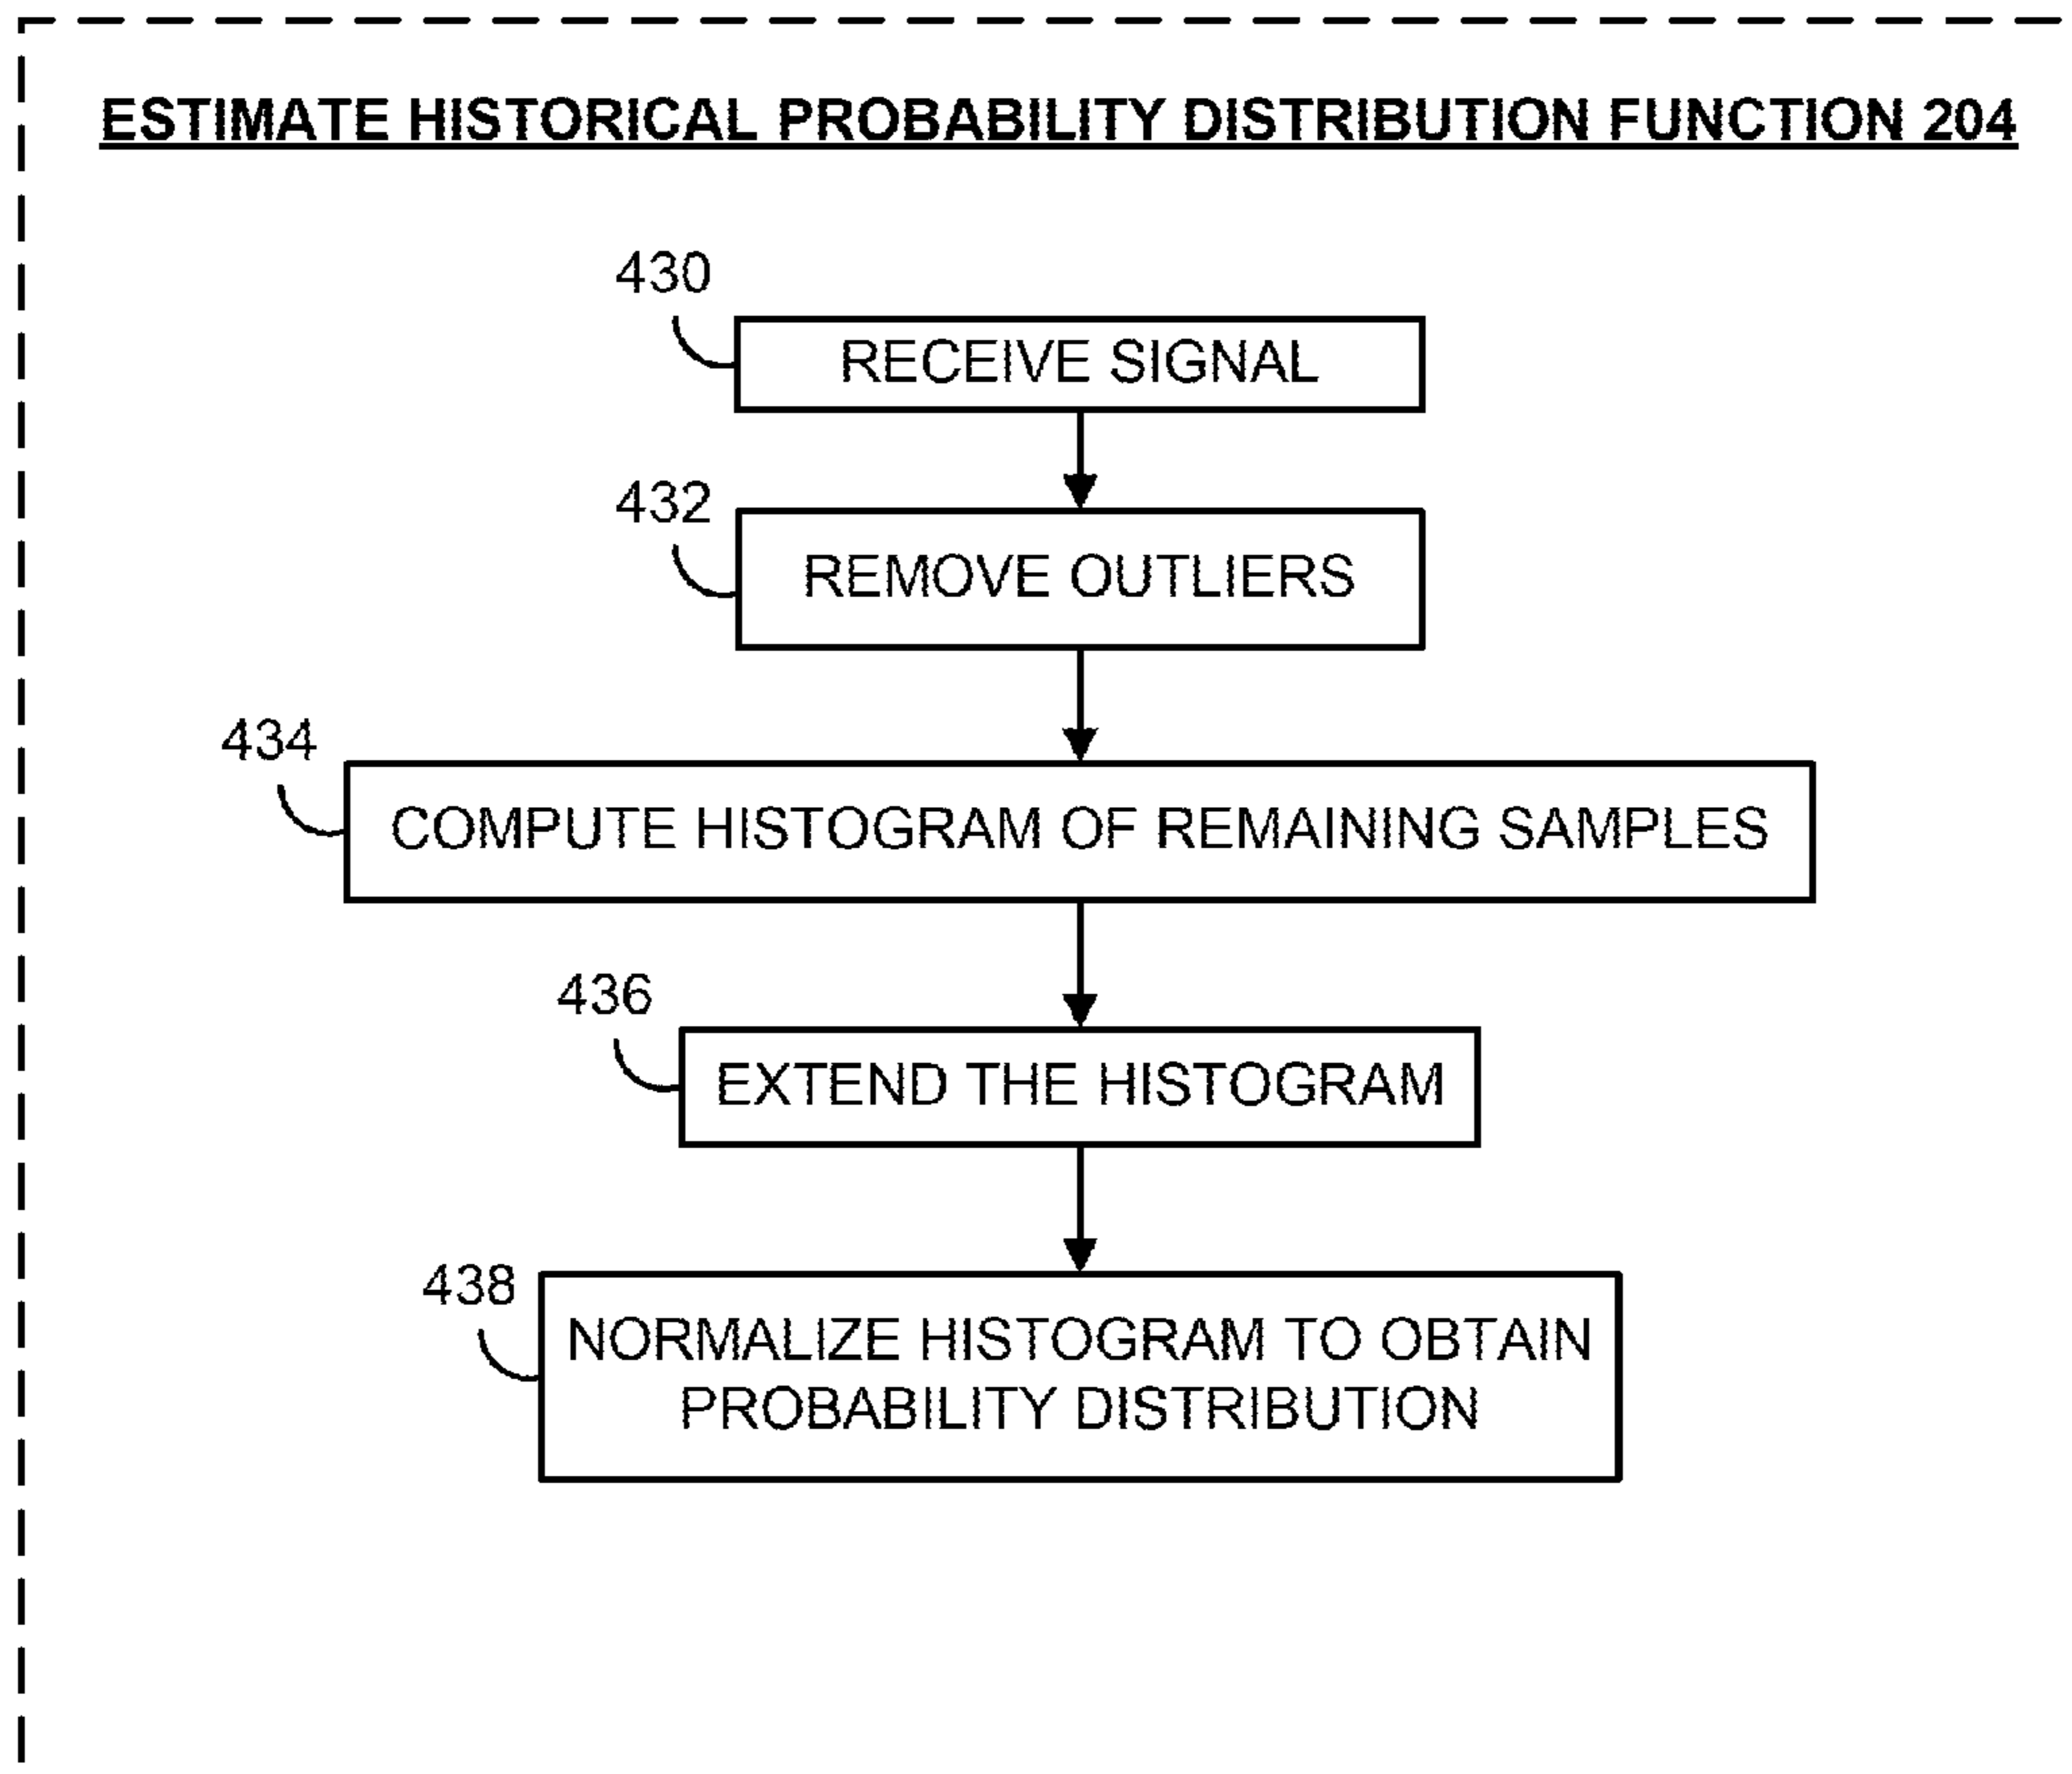 ESTIMATE HISTORICAL PROBABILITY DISTRIBUTION FUNCTION 204
430
RECEIVE SIGNAL
432
REMOVE OUTLIERS
434
COMPUTE HISTOGRAM OF REMAINING SAMPLES
436
EXTEND THE HISTOGRAM
438
NORMALIZE HISTOGRAM TO OBTAIN
PROBABILITY DISTRIBUTION